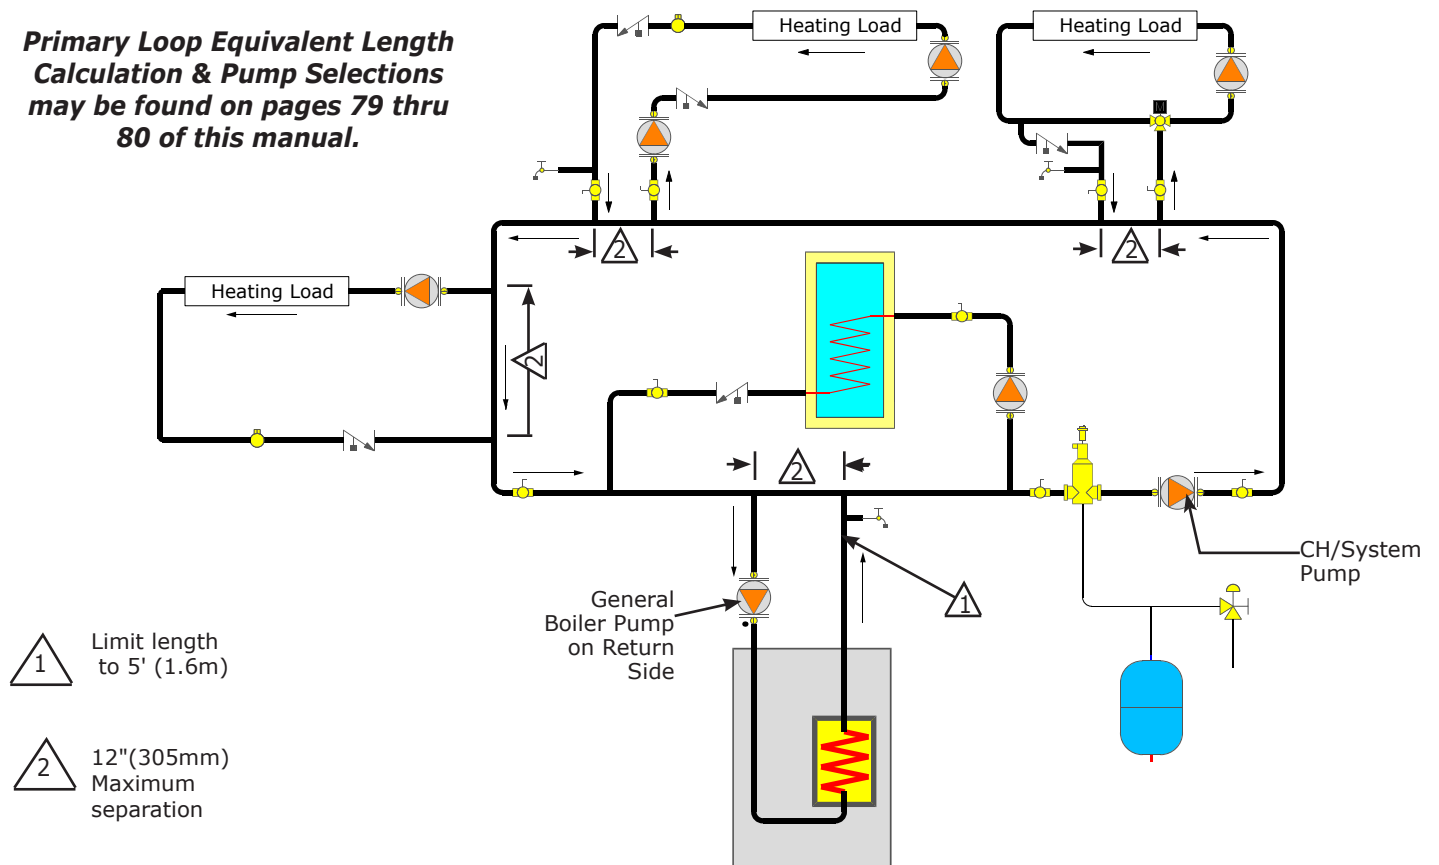 Primary Loop Equivalent Length
Calculation & Pump Selections
may be found on pages 79 thru
80 of this manual.
Heating Load
Heating Load
2
2
Heating Load
2
2
CH/System
Pump
General
Boiler Pump
on Return
Side
1
1
Limit length
to 5' (1.6m)
2
12"(305mm)
Maximum
separation